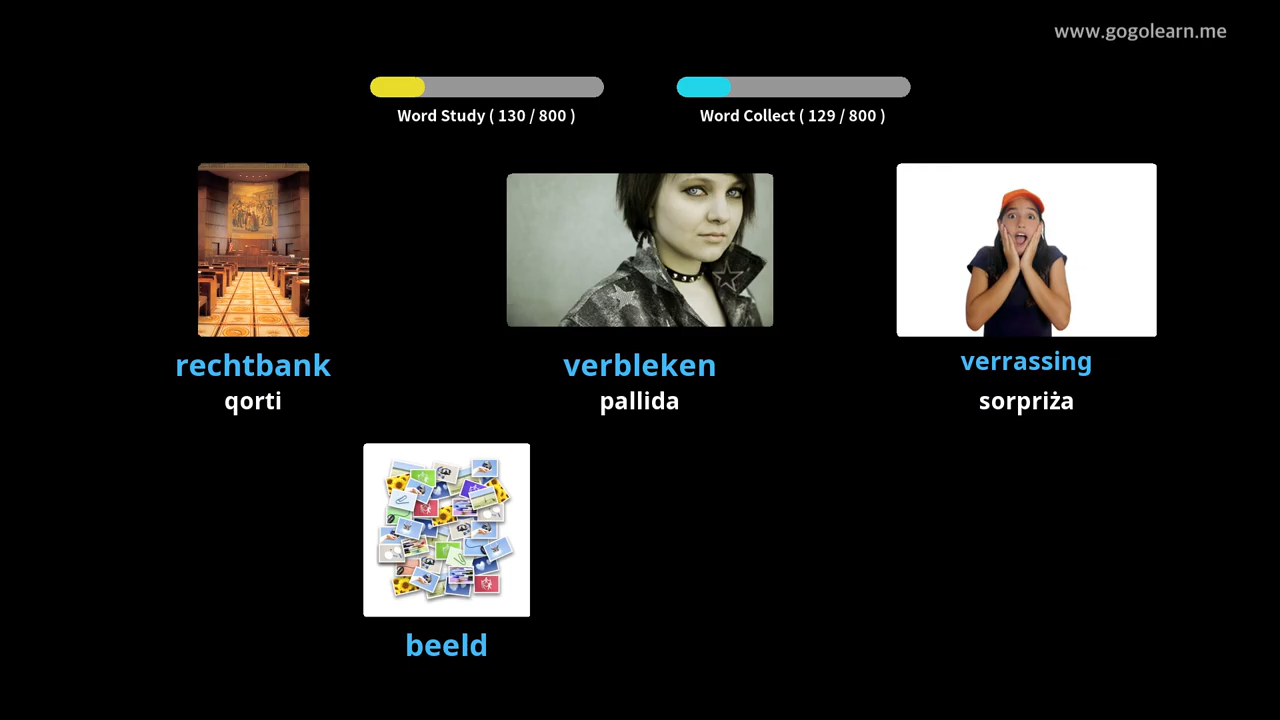 www.gogolearn.me
Word Study ( 130 / 800 )
Word Collect ( 129 / 800 )
rechtbank
qorti
verbleken
pallida
verrassing
sorpriża
beeld